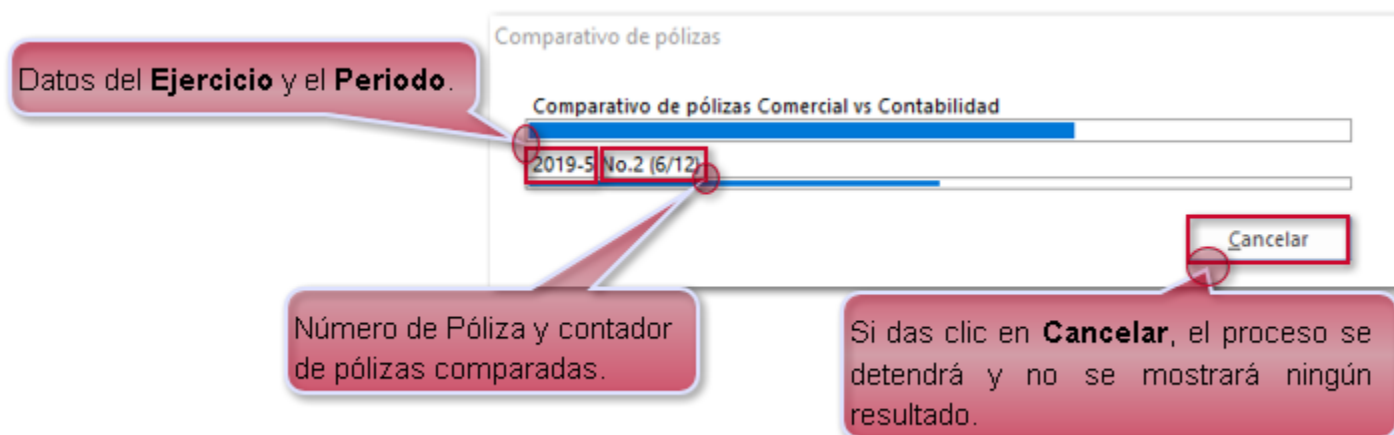 Comparativo de pólizas
Datos del Ejercicio y el Periodo.
Comparativo de pólizas Comercial vs Contabilidad
2019-5 No.2 (6/12)
Cancelar
Número de Póliza y contador
de pólizas comparadas.
Si das clic en Cancelar, el proceso se
detendrá y no se mostrará ningún
resultado.